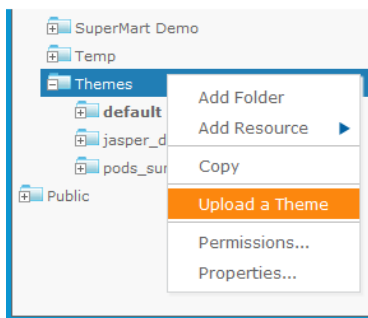 SuperMart Demo
Temp
Themes
default
jasper_d
pods_sur
Public
Add Folder
Add Resource
Copy
Upload a Theme
Permissions...
Properties...